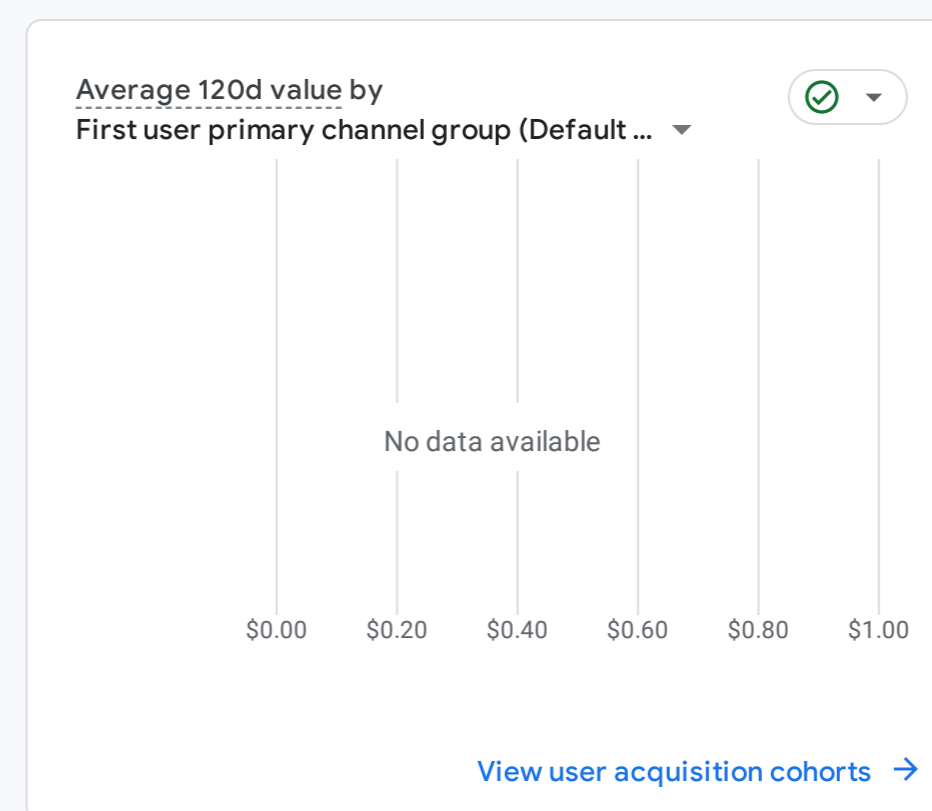 Average 120d value by
First user primary channel group (Default ...
No data available
$0.00 $0.20 $0.40 $0.60 $0.80 $1.00
View user acquisition cohorts